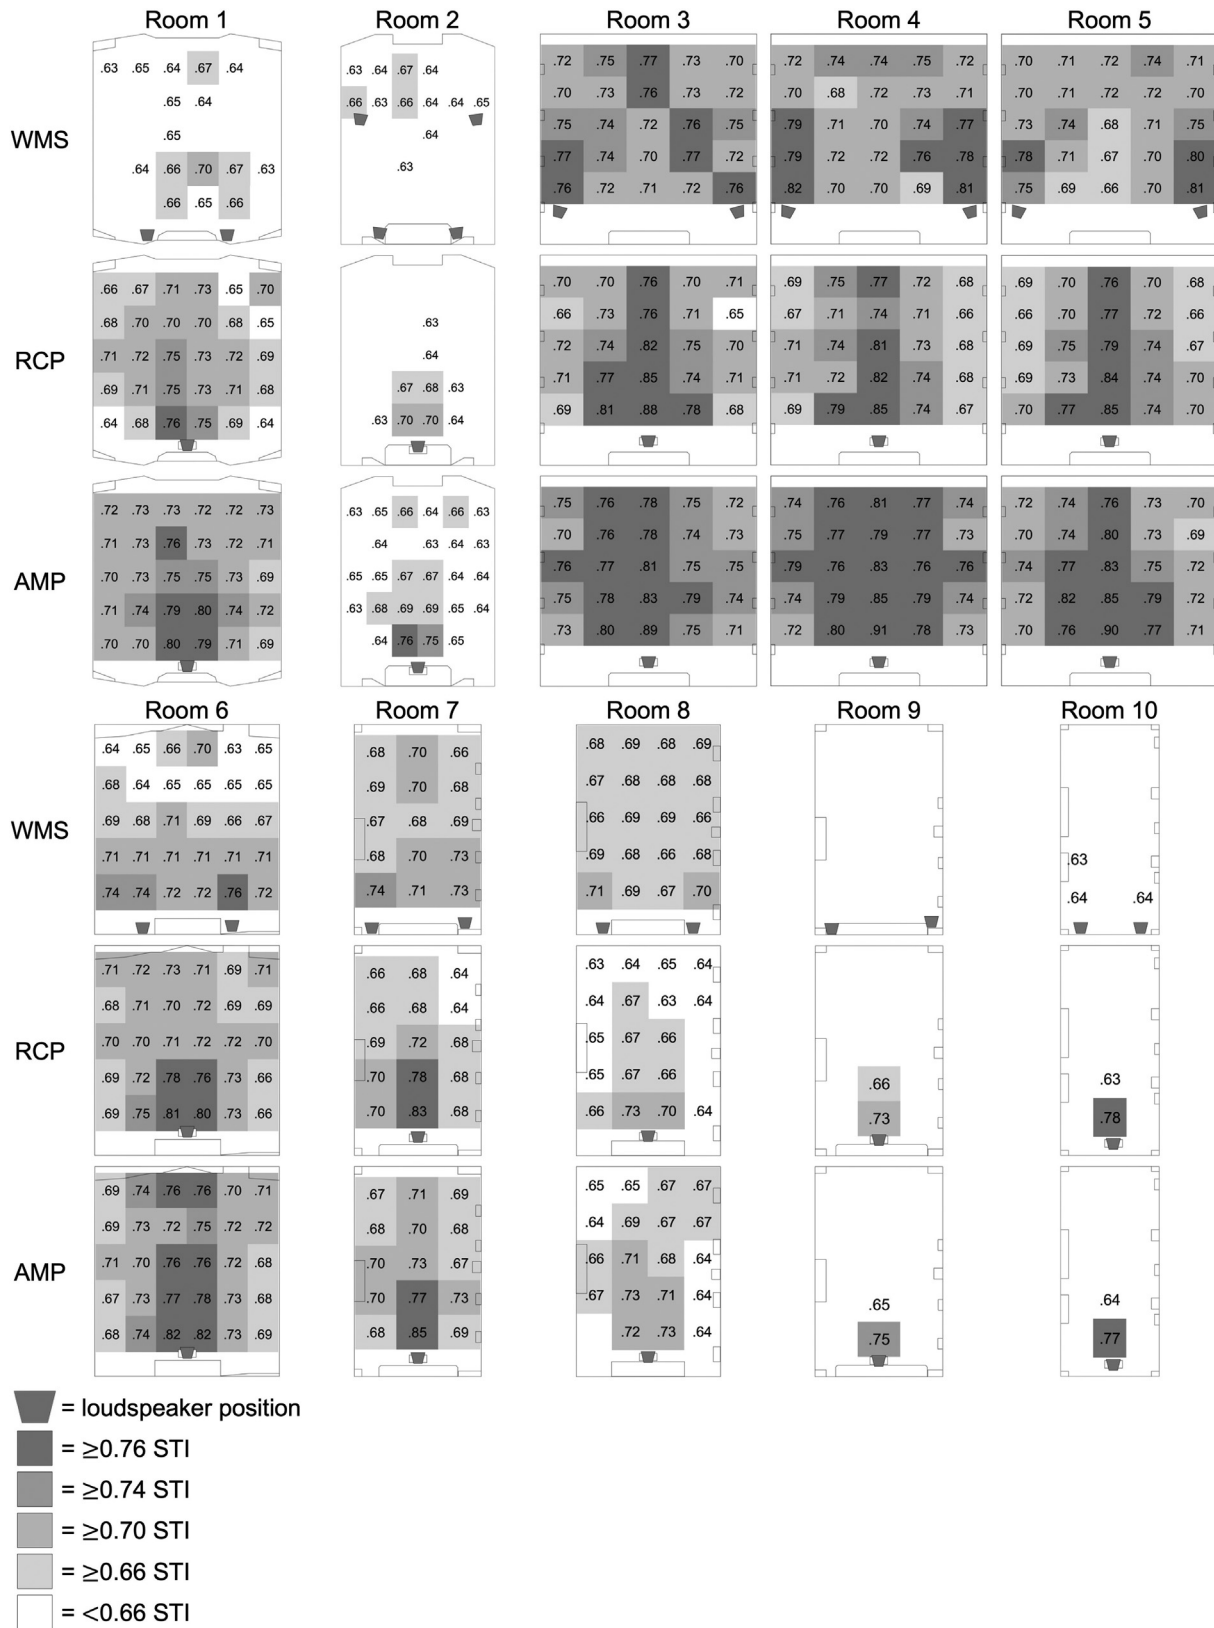 Room 1 Room 2 Room 3 Room 4 Room 5
WMS
.63 .65 .64 .67 .64
.65 .64
.65
.64 .66 .70 .67 .63
.66 .65 .66
.63 .64 .67 .64
.66 .63 .66 .64 .64 .65
.64
.63
.72 .75 .77 .73 .70
.70 .73 .76 .73 .72
.75 .74 .72 .76 .75
.77 .74 .70 .77 .72
.76 .72 .71 .72 .76
.72 .74 .74 .75 .72
.70 .68 .72 .73 .71
.79 .71 .70 .74 .77
.79 .72 .72 .76 .78
.82 .70 .70 .69 .81
.70 .71 .72 .74 .71
.70 .71 .72 .72 .72
.73 .74 .68 .71 .75
.78 .71 .67 .70 .80
.75 .69 .66 .70 .81
RCP
.66 .67 .71 .73 .65 .70
.68 .70 .70 .70 .68 .65
.71 .72 .75 .73 .72 .69
.69 .71 .75 .73 .71 .68
.64 .68 .76 .75 .69 .64
.63
.64
.67 .68 .63
.63 .70 .70 .64
.70 .70 .76 .70 .71
.66 .73 .76 .71 .65
.72 .74 .82 .75 .70
.71 .77 .85 .74 .71
.69 .81 .88 .78 .68
.69 .75 .77 .72 .68
.67 .71 .74 .71 .66
.71 .74 .81 .73 .68
.71 .72 .82 .74 .68
.69 .79 .85 .74 .67
.69 .70 .76 .70 .68
.66 .70 .77 .72 .66
.69 .75 .79 .74 .67
.69 .73 .84 .74 .70
.70 .77 .85 .74 .70
AMP
.72 .73 .73 .72 .72 .73
.71 .73 .76 .73 .72 .71
.70 .73 .75 .75 .73 .69
.71 .74 .79 .80 .74 .72
.70 .70 .80 .79 .71 .69
.63 .65 .66 .64 .66 .63
.64 .63 .64 .63
.65 .65 .67 .67 .64 .64
.63 .68 .69 .69 .65 .64
.64 .76 .75 .65
.75 .76 .78 .75 .72
.70 .76 .78 .74 .73
.76 .77 .81 .75 .75
.75 .78 .83 .79 .74
.73 .80 .89 .75 .71
.74 .76 .81 .77 .74
.75 .77 .79 .77 .73
.79 .76 .83 .76 .76
.74 .79 .85 .79 .74
.72 .80 .91 .78 .73
.72 .74 .76 .73 .70
.70 .74 .80 .73 .69
.74 .77 .83 .75 .72
.72 .82 .85 .79 .72
.70 .76 .90 .77 .71
Room 6 Room 7 Room 8 Room 9 Room 10
WMS
.64 .65 .66 .70 .63 .65
.68 .64 .65 .65 .65 .65
.69 .68 .71 .69 .66 .67
.71 .71 .71 .71 .71 .71
.74 .74 .72 .72 .76 .72
.68 .70 .66
.69 .70 .68
.67 .68 .69
.68 .70 .73
.74 .71 .73
.68 .69 .68 .69
.67 .68 .68 .68
.66 .69 .69 .66
.69 .68 .66 .68
.71 .69 .67 .70
.63
.64 .64
RCP
.71 .72 .73 .71 .69 .71
.68 .71 .70 .72 .69 .69
.70 .70 .71 .72 .72 .70
.69 .72 .78 .76 .73 .66
.69 .75 .81 .80 .73 .66
.66 .68 .64
.66 .68 .64
.69 .72 .68
.70 .78 .68
.70 .83 .68
.63 .64 .65 .64
.64 .67 .63 .64
.65 .67 .66
.65 .67 .66
.66 .73 .70 .64
.66
.73
.63
.78
AMP
.69 .74 .76 .76 .70 .71
.69 .73 .72 .75 .72 .72
.71 .70 .76 .76 .72 .68
.67 .73 .77 .78 .73 .68
.68 .74 .82 .82 .73 .69
.67 .71 .69
.68 .70 .68
.70 .73 .67
.70 .77 .73
.68 .85 .69
.65 .65 .67 .67
.64 .69 .67 .67
.66 .71 .68 .64
.67 .73 .71 .64
.72 .73 .64
.65
.75
.64
.77
= loudspeaker position
= ≥0.76 STI
= ≥0.74 STI
= ≥0.70 STI
= ≥0.66 STI
= <0.66 STI